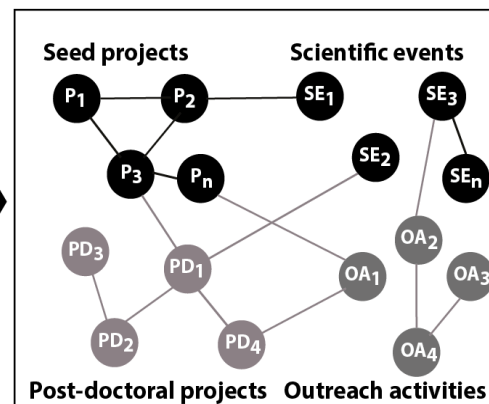 Seed projects
Scientific events
P1
P2
SE1
SE3
P3
Pn
SE2
SEn
PD3
PD1
OA1
OA2
OA3
PD2
PD4
OA4
Post-doctoral projects
Outreach activities